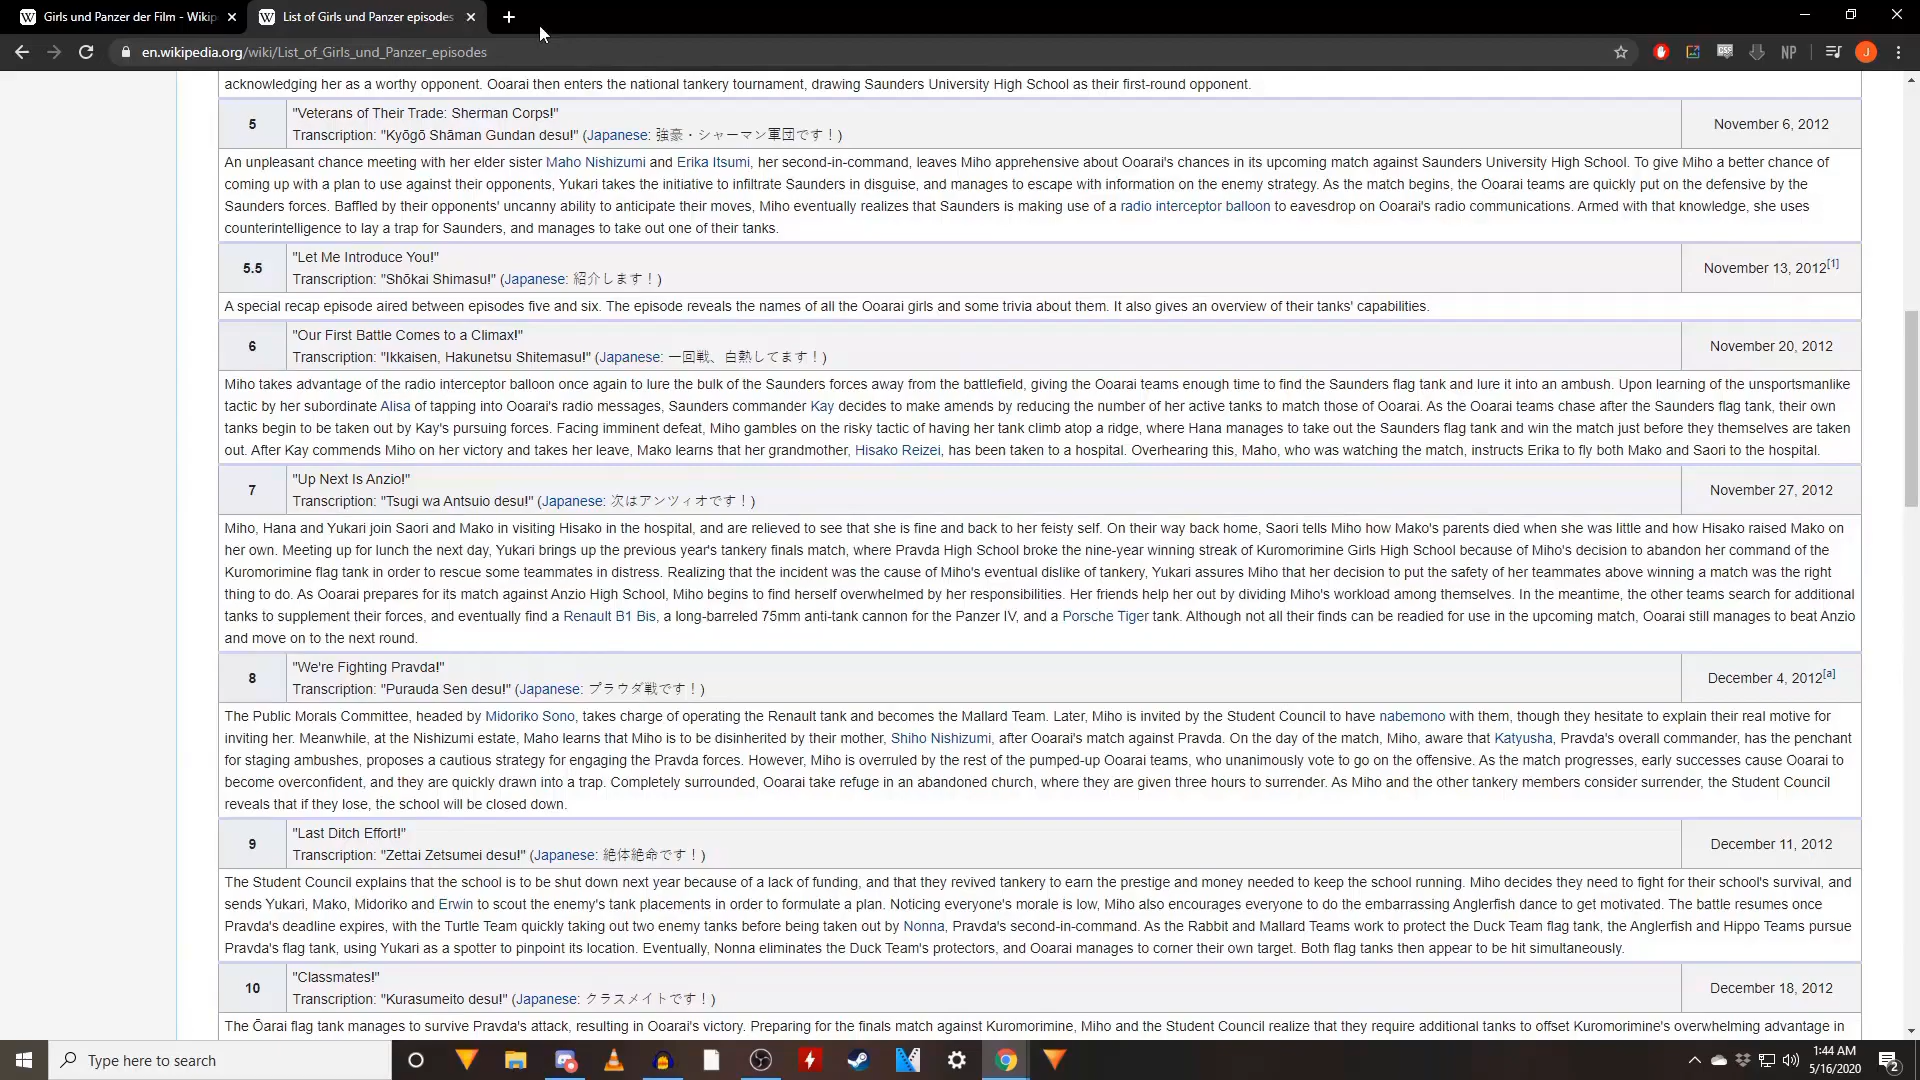 Girls und Panzer der Film - Wikip
List of Girls und Panzer episodes
en.wikipedia.org/wiki/List_of_Girls_und_Panzer_episodes
NP
J
acknowledging her as a worthy opponent. Ooarai then enters the national tankery tournament, drawing Saunders University High School as their first-round opponent.
5
"Veterans of Their Trade: Sherman Corps!"
Transcription: "Kyōgō Shāman Gundan desu!" (Japanese: 強豪・シャーマン軍団です！)
November 6, 2012
An unpleasant chance meeting with her elder sister Maho Nishizumi and Erika Itsumi, her second-in-command, leaves Miho apprehensive about Ooarai's chances in its upcoming match against Saunders University High School. To give Miho a better chance of
coming up with a plan to use against their opponents, Yukari takes the initiative to infiltrate Saunders in disguise, and manages to escape with information on the enemy strategy. As the match begins, the Ooarai teams are quickly put on the defensive by the
Saunders forces. Baffled by their opponents' uncanny ability to anticipate their moves, Miho eventually realizes that Saunders is making use of a radio interceptor balloon to eavesdrop on Ooarai's radio communications. Armed with that knowledge, she uses
counterintelligence to lay a trap for Saunders, and manages to take out one of their tanks.
5.5
"Let Me Introduce You!"
Transcription: "Shōkai Shimasu!" (Japanese: 紹介します！)
November 13, 2012[1]
A special recap episode aired between episodes five and six. The episode reveals the names of all the Ooarai girls and some trivia about them. It also gives an overview of their tanks' capabilities.
6
"Our First Battle Comes to a Climax!"
Transcription: "Ikkaisen, Hakunetsu Shitemasu!" (Japanese: 一回戦、白熱してます！)
November 20, 2012
Miho takes advantage of the radio interceptor balloon once again to lure the bulk of the Saunders forces away from the battlefield, giving the Ooarai teams enough time to find the Saunders flag tank and lure it into an ambush. Upon learning of the unsportsmanlike
tactic by her subordinate Alisa of tapping into Ooarai's radio messages, Saunders commander Kay decides to make amends by reducing the number of her active tanks to match those of Ooarai. As the Ooarai teams chase after the Saunders flag tank, their own
tanks begin to be taken out by Kay's pursuing forces. Facing imminent defeat, Miho gambles on the risky tactic of having her tank climb atop a ridge, where Hana manages to take out the Saunders flag tank and win the match just before they themselves are taken
out. After Kay commends Miho on her victory and takes her leave, Mako learns that her grandmother, Hisako Reizei, has been taken to a hospital. Overhearing this, Maho, who was watching the match, instructs Erika to fly both Mako and Saori to the hospital.
7
"Up Next Is Anzio!"
Transcription: "Tsugi wa Antsuio desu!" (Japanese: 次はアンツィオです！)
November 27, 2012
Miho, Hana and Yukari join Saori and Mako in visiting Hisako in the hospital, and are relieved to see that she is fine and back to her feisty self. On their way back home, Saori tells Miho how Mako's parents died when she was little and how Hisako raised Mako on
her own. Meeting up for lunch the next day, Yukari brings up the previous year's tankery finals match, where Pravda High School broke the nine-year winning streak of Kuromorimine Girls High School because of Miho's decision to abandon her command of the
Kuromorimine flag tank in order to rescue some teammates in distress. Realizing that the incident was the cause of Miho's eventual dislike of tankery, Yukari assures Miho that her decision to put the safety of her teammates above winning a match was the right
thing to do. As Ooarai prepares for its match against Anzio High School, Miho begins to find herself overwhelmed by her responsibilities. Her friends help her out by dividing Miho's workload among themselves. In the meantime, the other teams search for additional
tanks to supplement their forces, and eventually find a Renault B1 Bis, a long-barreled 75mm anti-tank cannon for the Panzer IV, and a Porsche Tiger tank. Although not all their finds can be readied for use in the upcoming match, Ooarai still manages to beat Anzio
and move on to the next round.
8
"We're Fighting Pravda!"
Transcription: "Purauda Sen desu!" (Japanese: プラウダ戦です！)
December 4, 2012[a]
The Public Morals Committee, headed by Midoriko Sono, takes charge of operating the Renault tank and becomes the Mallard Team. Later, Miho is invited by the Student Council to have nabemono with them, though they hesitate to explain their real motive for
inviting her. Meanwhile, at the Nishizumi estate, Maho learns that Miho is to be disinherited by their mother, Shiho Nishizumi, after Ooarai's match against Pravda. On the day of the match, Miho, aware that Katyusha, Pravda's overall commander, has the penchant
for staging ambushes, proposes a cautious strategy for engaging the Pravda forces. However, Miho is overruled by the rest of the pumped-up Ooarai teams, who unanimously vote to go on the offensive. As the match progresses, early successes cause Ooarai to
become overconfident, and they are quickly drawn into a trap. Completely surrounded, Ooarai take refuge in an abandoned church, where they are given three hours to surrender. As Miho and the other tankery members consider surrender, the Student Council
reveals that if they lose, the school will be closed down.
9
"Last Ditch Effort!"
Transcription: "Zettai Zetsumei desu!" (Japanese: 絶体絶命です！)
December 11, 2012
The Student Council explains that the school is to be shut down next year because of a lack of funding, and that they revived tankery to earn the prestige and money needed to keep the school running. Miho decides they need to fight for their school's survival, and
sends Yukari, Mako, Midoriko and Erwin to scout the enemy's tank placements in order to formulate a plan. Noticing everyone's morale is low, Miho also encourages everyone to do the embarrassing Anglerfish dance to get motivated. The battle resumes once
Pravda's deadline expires, with the Turtle Team quickly taking out two enemy tanks before being taken out by Nonna, Pravda's second-in-command. As the Rabbit and Mallard Teams work to protect the Duck Team flag tank, the Anglerfish and Hippo Teams pursue
Pravda's flag tank, using Yukari as a spotter to pinpoint its location. Eventually, Nonna eliminates the Duck Team's protectors, and Ooarai manages to corner their own target. Both flag tanks then appear to be hit simultaneously.
10
"Classmates!"
Transcription: "Kurasumeito desu!" (Japanese: クラスメイトです！)
December 18, 2012
The Ōarai flag tank manages to survive Pravda's attack, resulting in Ooarai's victory. Preparing for the finals match against Kuromorimine, Miho and the Student Council realize that they require additional tanks to offset Kuromorimine's overwhelming advantage in
Type here to search
1:44 AM
5/16/2020
2